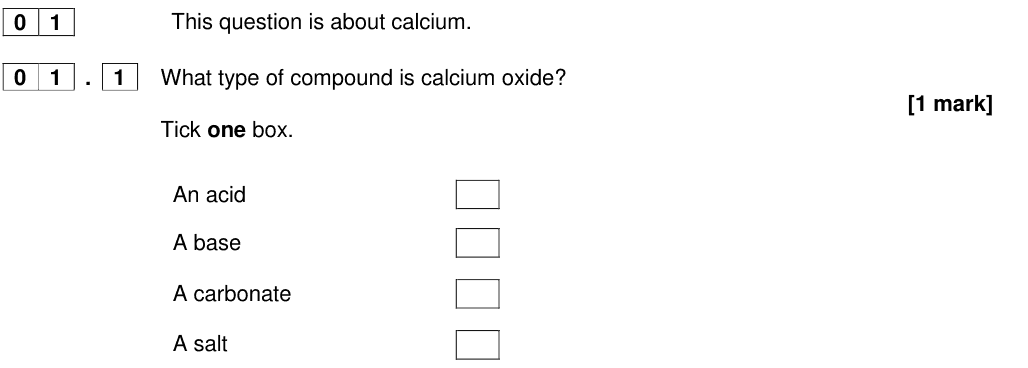 0 1 This question is about calcium.
0 1 . 1 What type of compound is calcium oxide?
[1 mark]
Tick one box.
An acid
A base
A carbonate
A salt